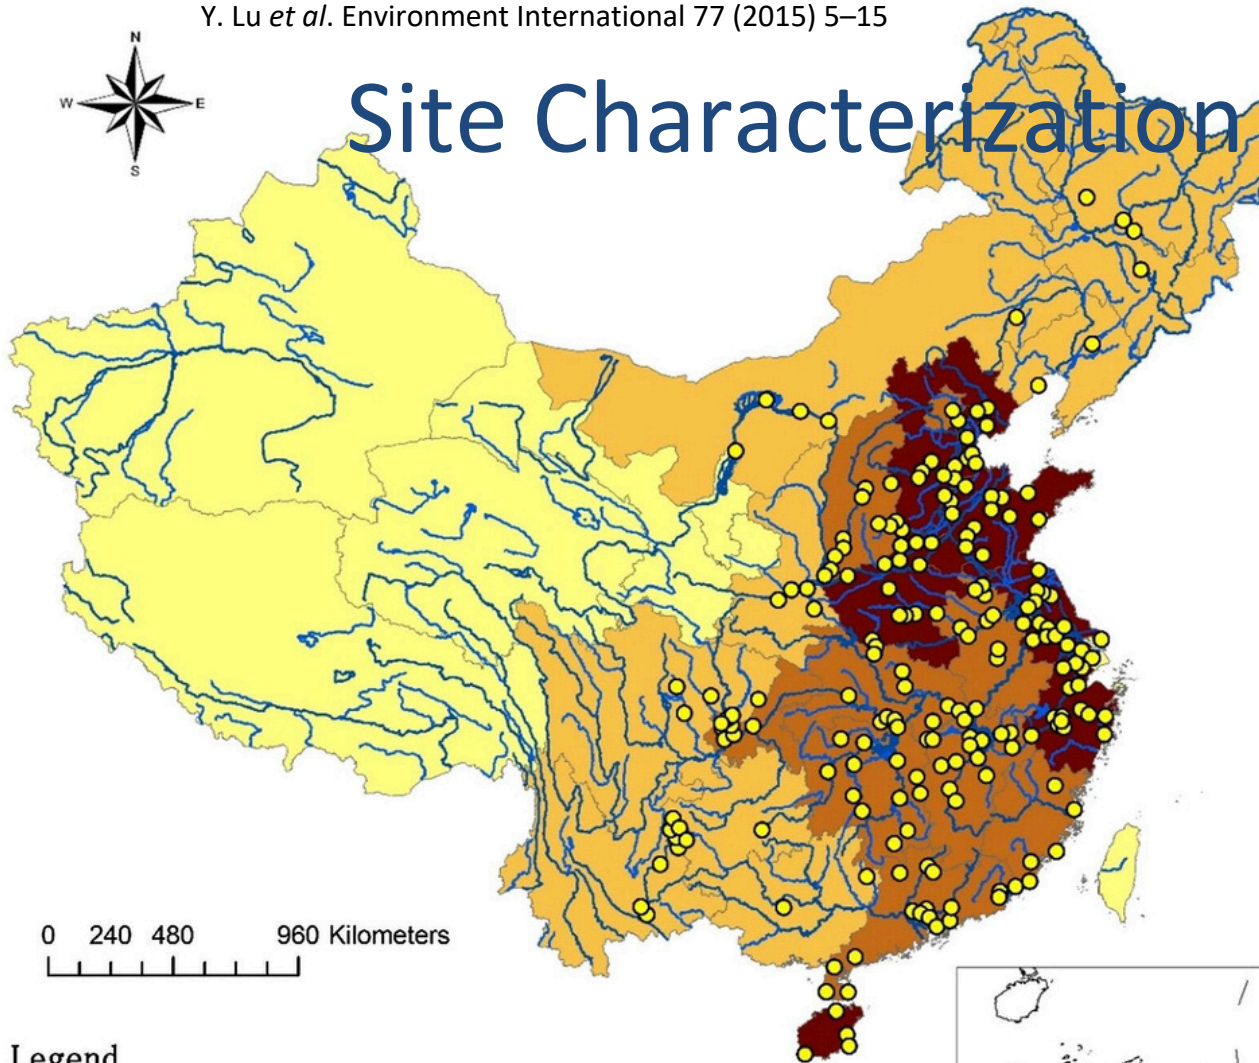 Y. Lu et al. Environment International 77 (2015) 5–15
Site Characterization
N
W
E
S
0 240 480 960 Kilometers
Legend